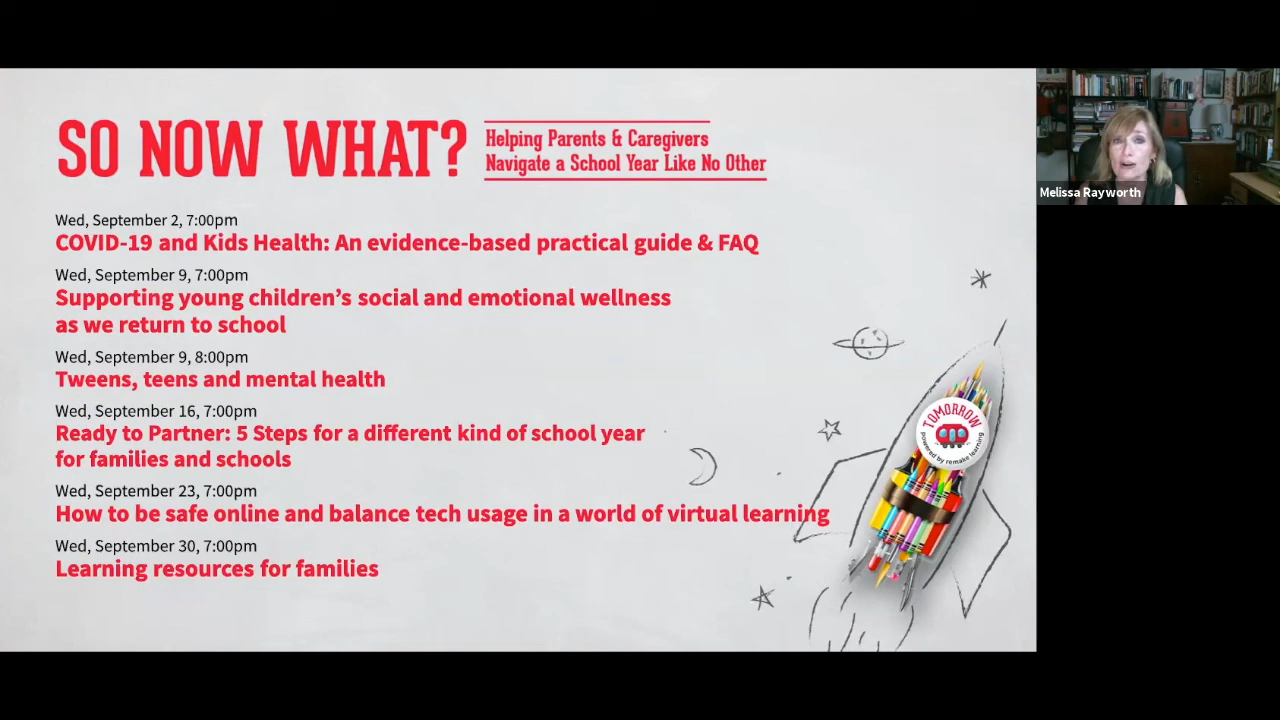 SO NOW WHAT?
Helping Parents & Caregivers
Navigate a School Year Like No Other
Wed, September 2, 7:00pm
COVID-19 and Kids Health: An evidence-based practical guide & FAQ
Wed, September 9, 7:00pm
Supporting young children’s social and emotional wellness
as we return to school
Wed, September 9, 8:00pm
Tweens, teens and mental health
Wed, September 16, 7:00pm
Ready to Partner: 5 Steps for a different kind of school year
for families and schools
Wed, September 23, 7:00pm
How to be safe online and balance tech usage in a world of virtual learning
Wed, September 30, 7:00pm
Learning resources for families
TOMORROW
powered by remake learning
Melissa Rayworth